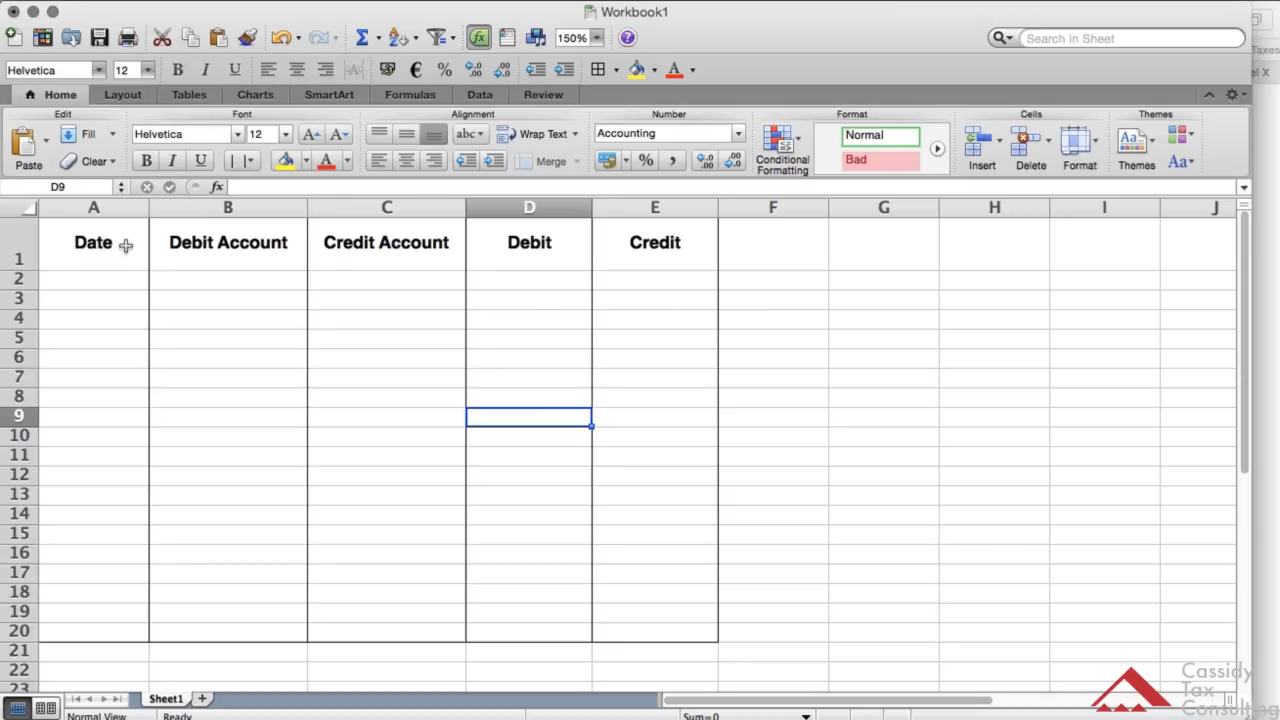 Workbook1
150%
Search in Sheet
Taxes
el X
Helvetica 12 B I U
Home Layout Tables Charts SmartArt Formulas Data Review
Edit Font Alignment Number Format Cells Themes
Fill Helvetica 12 A A abc Wrap Text Accounting Normal
Paste Clear B I U A Merge % Bad Conditional Formatting Insert Delete Format Themes Aa
D9 fx
A B C D E F G H I J
1 Date Debit Account Credit Account Debit Credit
2
3
4
5
6
7
8
9
10
11
12
13
14
15
16
17
18
19
20
21
22
23
Sheet1
Normal View Ready Sum=0
Cassidy
Tax
Consulting